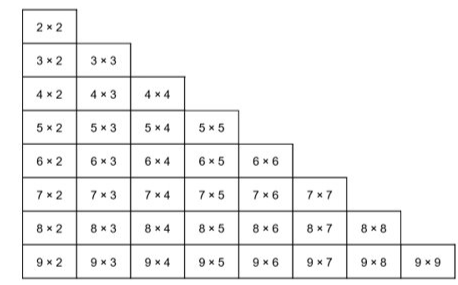 2 × 2
3 × 2 3 × 3
4 × 2 4 × 3 4 × 4
5 × 2 5 × 3 5 × 4 5 × 5
6 × 2 6 × 3 6 × 4 6 × 5 6 × 6
7 × 2 7 × 3 7 × 4 7 × 5 7 × 6 7 × 7
8 × 2 8 × 3 8 × 4 8 × 5 8 × 6 8 × 7 8 × 8
9 × 2 9 × 3 9 × 4 9 × 5 9 × 6 9 × 7 9 × 8 9 × 9